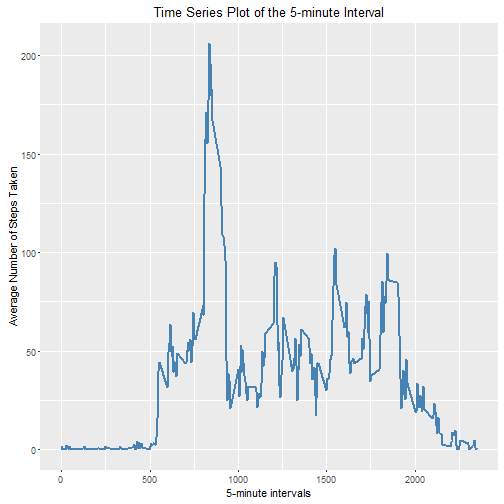 Time Series Plot of the 5-minute Interval
Average Number of Steps Taken
200
150
100
50
0
0 500 1000 1500 2000
5-minute intervals